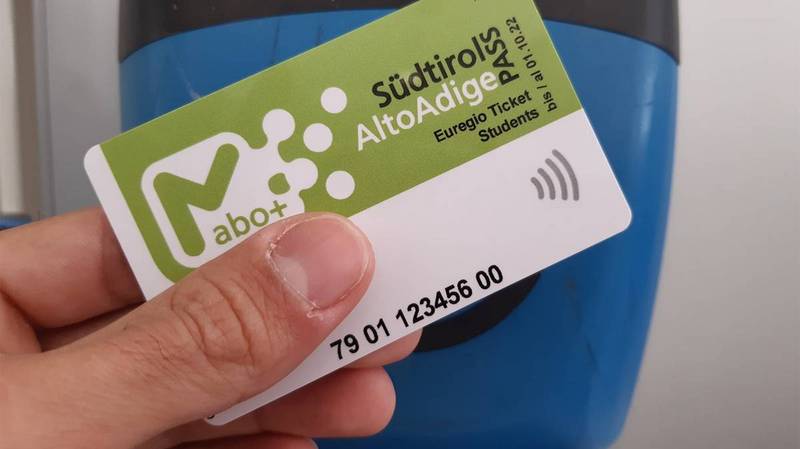 Südtirol
AltoAdige
PASS
Euregio Ticket
Students
bis / al 01.10.22
abo+
79 01 123456 00